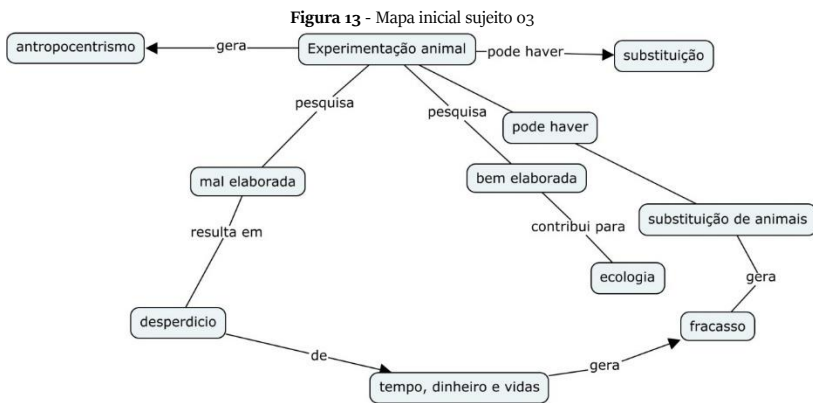 Figura 13 - Mapa inicial sujeito 03
antropocentrismo
gera
Experimentação animal
pode haver
substituição
pesquisa
pesquisa
pode haver
mal elaborada
bem elaborada
resulta em
contribui para
substituição de animais
ecologia
gera
desperdicio
fracasso
de
gera
tempo, dinheiro e vidas